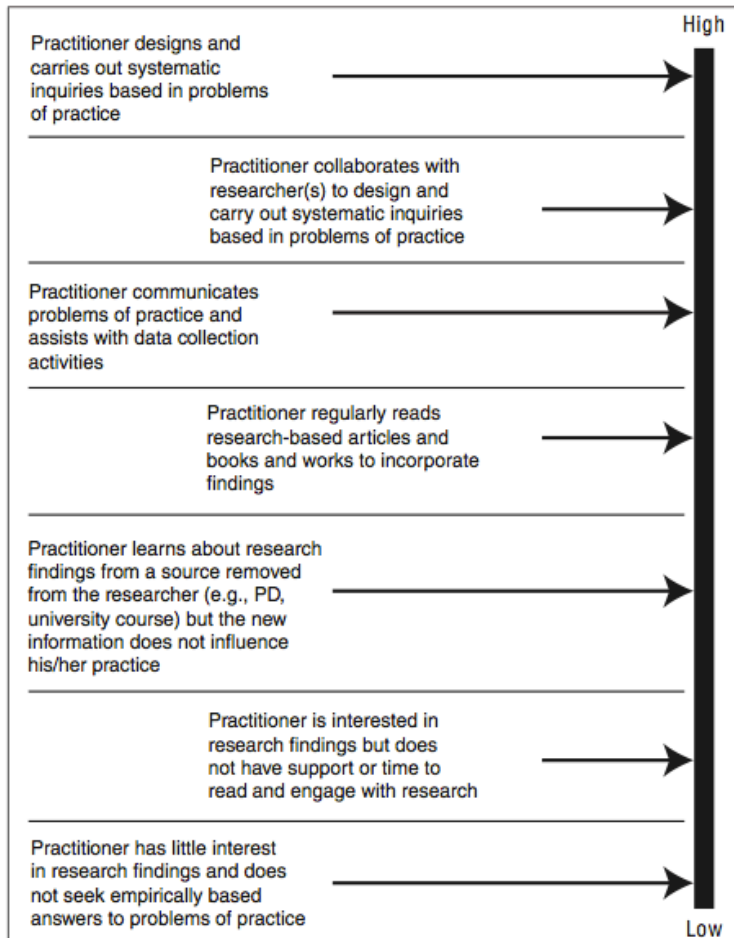 High
Practitioner designs and
carries out systematic
inquiries based in problems
of practice
Practitioner collaborates with
researcher(s) to design and
carry out systematic inquiries
based in problems of practice
Practitioner communicates
problems of practice and
assists with data collection
activities
Practitioner regularly reads
research-based articles and
books and works to incorporate
findings
Practitioner learns about research
findings from a source removed
from the researcher (e.g., PD,
university course) but the new
information does not influence
his/her practice
Practitioner is interested in
research findings but does
not have support or time to
read and engage with research
Practitioner has little interest
in research findings and does
not seek empirically based
answers to problems of practice
Low